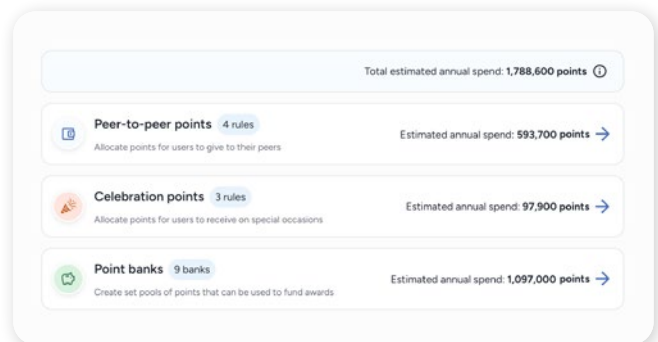 Total estimated annual spend: 1,788,600 points
Peer-to-peer points 4 rules
Estimated annual spend: 593,700 points
Allocate points for users to give to their peers
Celebration points 3 rules
Estimated annual spend: 97,900 points
Allocate points for users to receive on special occasions
Point banks 9 banks
Estimated annual spend: 1,097,000 points
Create set pools of points that can be used to fund awards